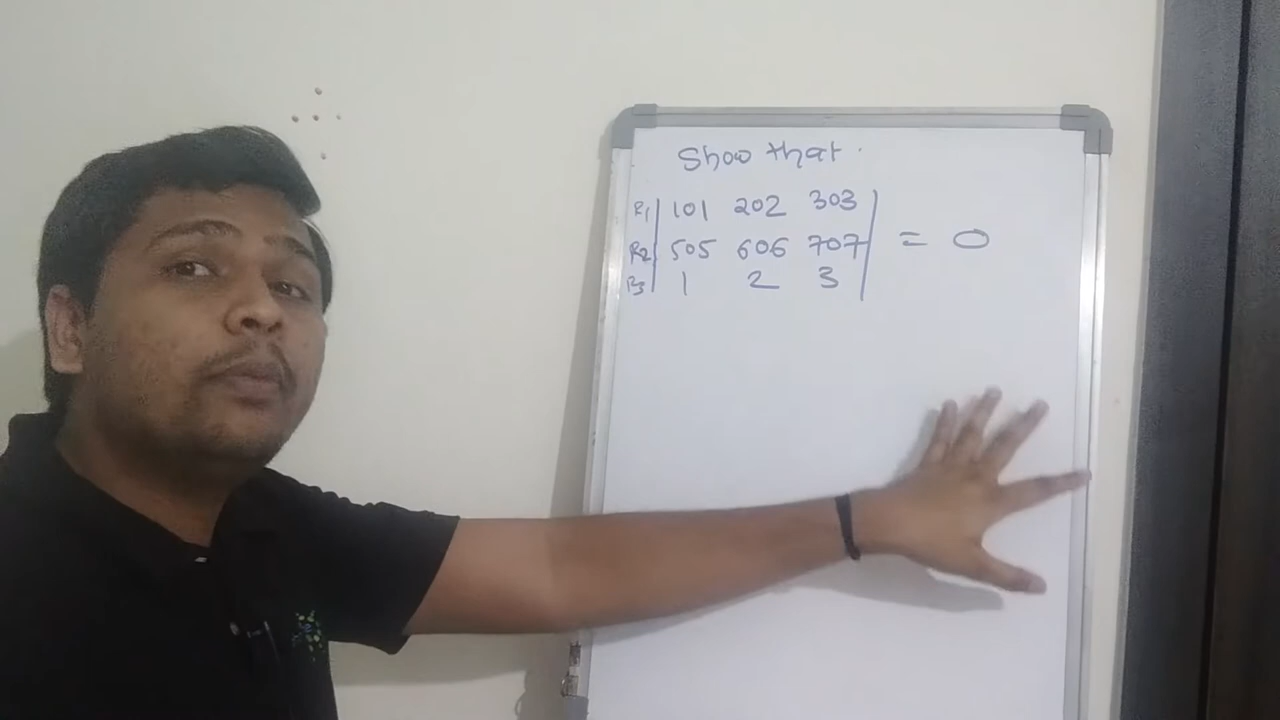 Show that.
R1 | 101 202 303 |
R2 | 505 606 707 | = 0
R3 | 1 2 3 |